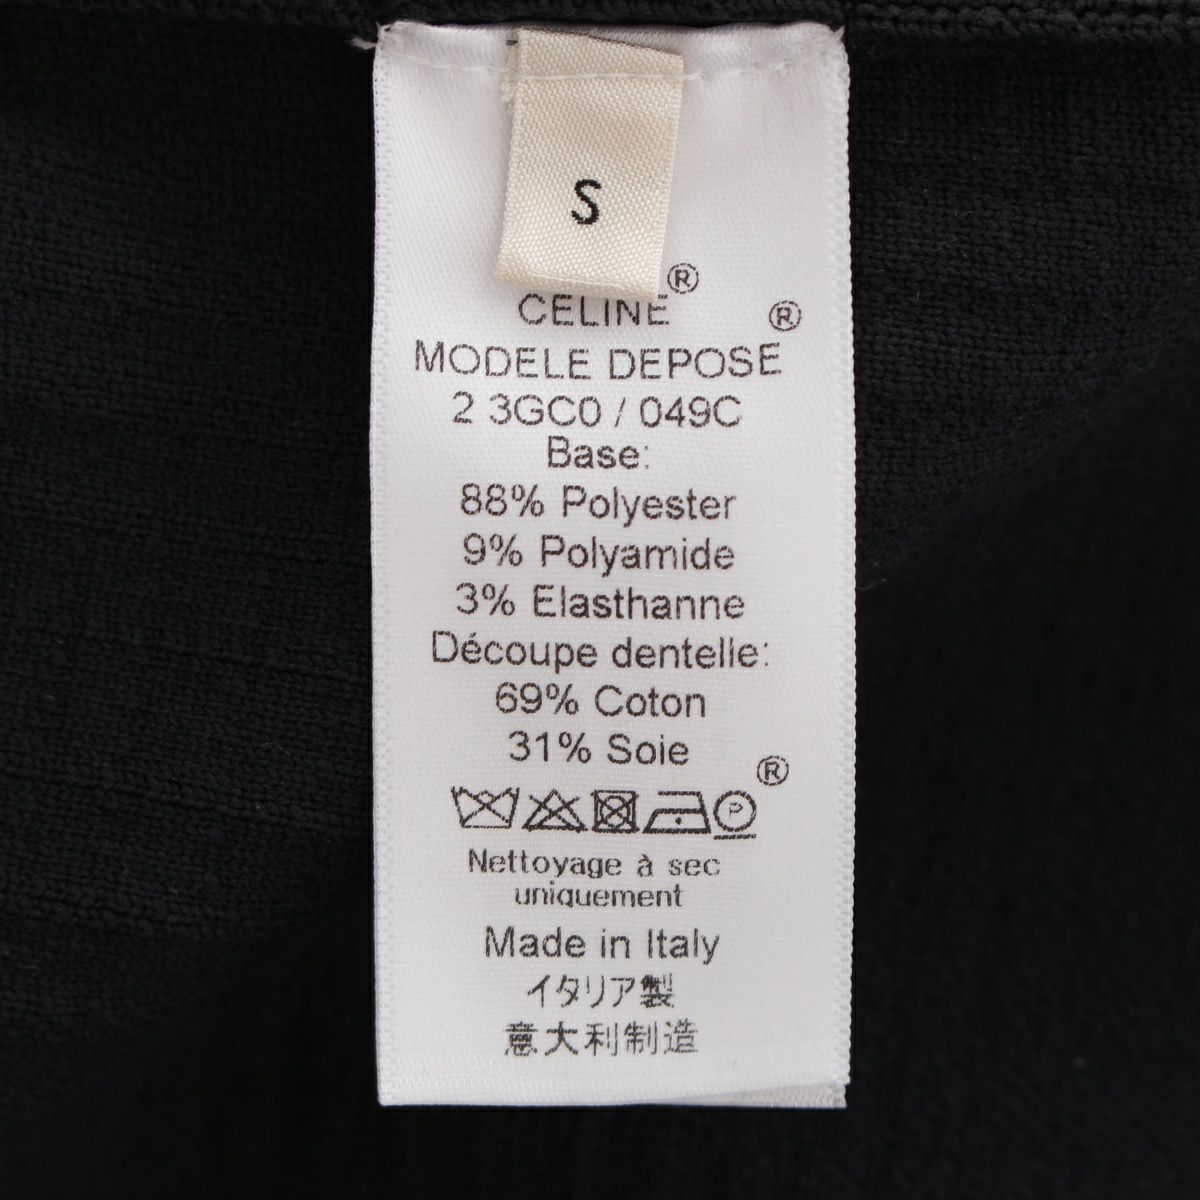 S
CELINE®
MODELE DEPOSE®
2 3GC0 / 049C
Base:
88% Polyester
9% Polyamide
3% Elasthanne
Découpe dentelle:
69% Coton
31% Soie
®
P
Nettoyage à sec
uniquement
Made in Italy
イタリア製
意大利制造